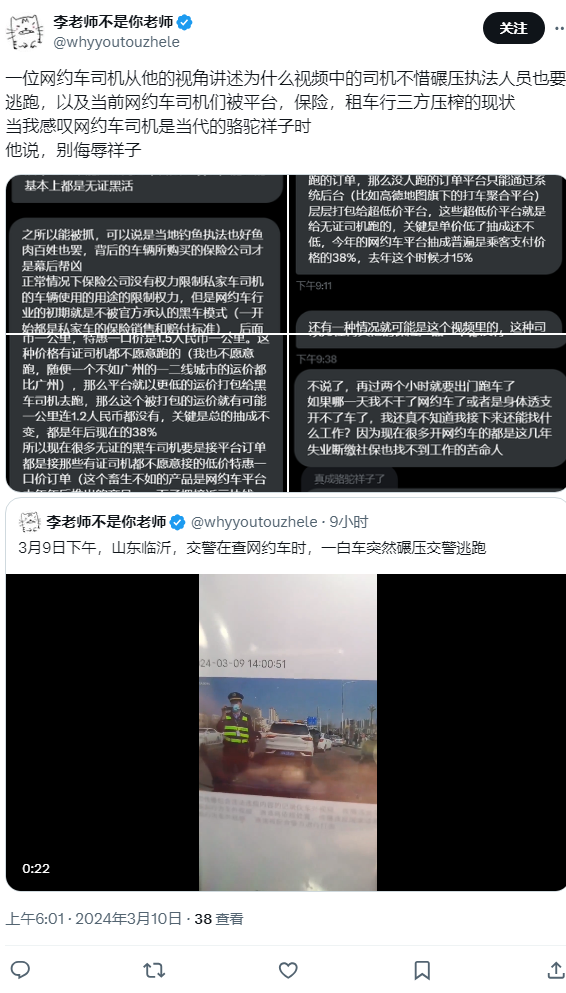 李老师不是你老师
@whyyoutouzhele
关注
一位网约车司机从他的视角讲述为什么视频中的司机不惜碾压执法人员也要
逃跑，以及当前网约车司机们被平台，保险，租车行三方压榨的现状
当我感叹网约车司机是当代的骆驼祥子时
他说，别侮辱祥子
基本上都是无证黑活
之所以能被抓，可以说是当地钓鱼执法也好鱼
肉百姓也罢，背后的车辆所购买的保险公司才
是幕后帮凶
正常情况下保险公司没有权力限制私家车司机
的车辆使用的用途的限制权力，但是网约车行
业的初期就是不被官方承认的黑车模式（一开
始都是私家车的保险销售和赔付标准），后面
跑的订单，那么没人跑的订单平台只能通过系
统后台（比如高德地图旗下的打车聚合平台）
层层打包给超低价平台，这些超低价平台就是
给无证司机跑的，关键是单价低了抽成还不
低，今年的网约车平台抽成普遍是乘客支付价
格的38%，去年这个时候才15%
下午9:11
还有一种情况就可能是这个视频里的，这种司
币一公里，特惠一口价是1.5人民币一公里。这
种价格有证司机都不愿意跑的（我也不愿意
跑，随便一个不如广州的一二线城市的运价都
比广州），那么平台就以更低的运价打包给黑
车司机去跑，那么这个被打包的运价就有可能
一公里连1.2人民币都没有，关键是总的抽成不
变，都是年后现在的38%
所以现在很多无证的黑车司机要是接平台订单
都是接那些有证司机都不愿意接的低价特惠一
口价订单（这个畜生不如的产品是网约车平台
下午9:38
不说了，再过两个小时就要出门跑车了
如果哪一天我不干了网约车了或者是身体透支
开不了车了，我还真不知道我接下来还能找什
么工作？因为现在很多开网约车的都是这几年
失业断缴社保也找不到工作的苦命人
真成骆驼祥子了
李老师不是你老师 @whyyoutouzhele · 9小时
3月9日下午，山东临沂，交警在查网约车时，一白车突然碾压交警逃跑
24-03-09 14:00:51
0:22
上午6:01 · 2024年3月10日 · 38 查看